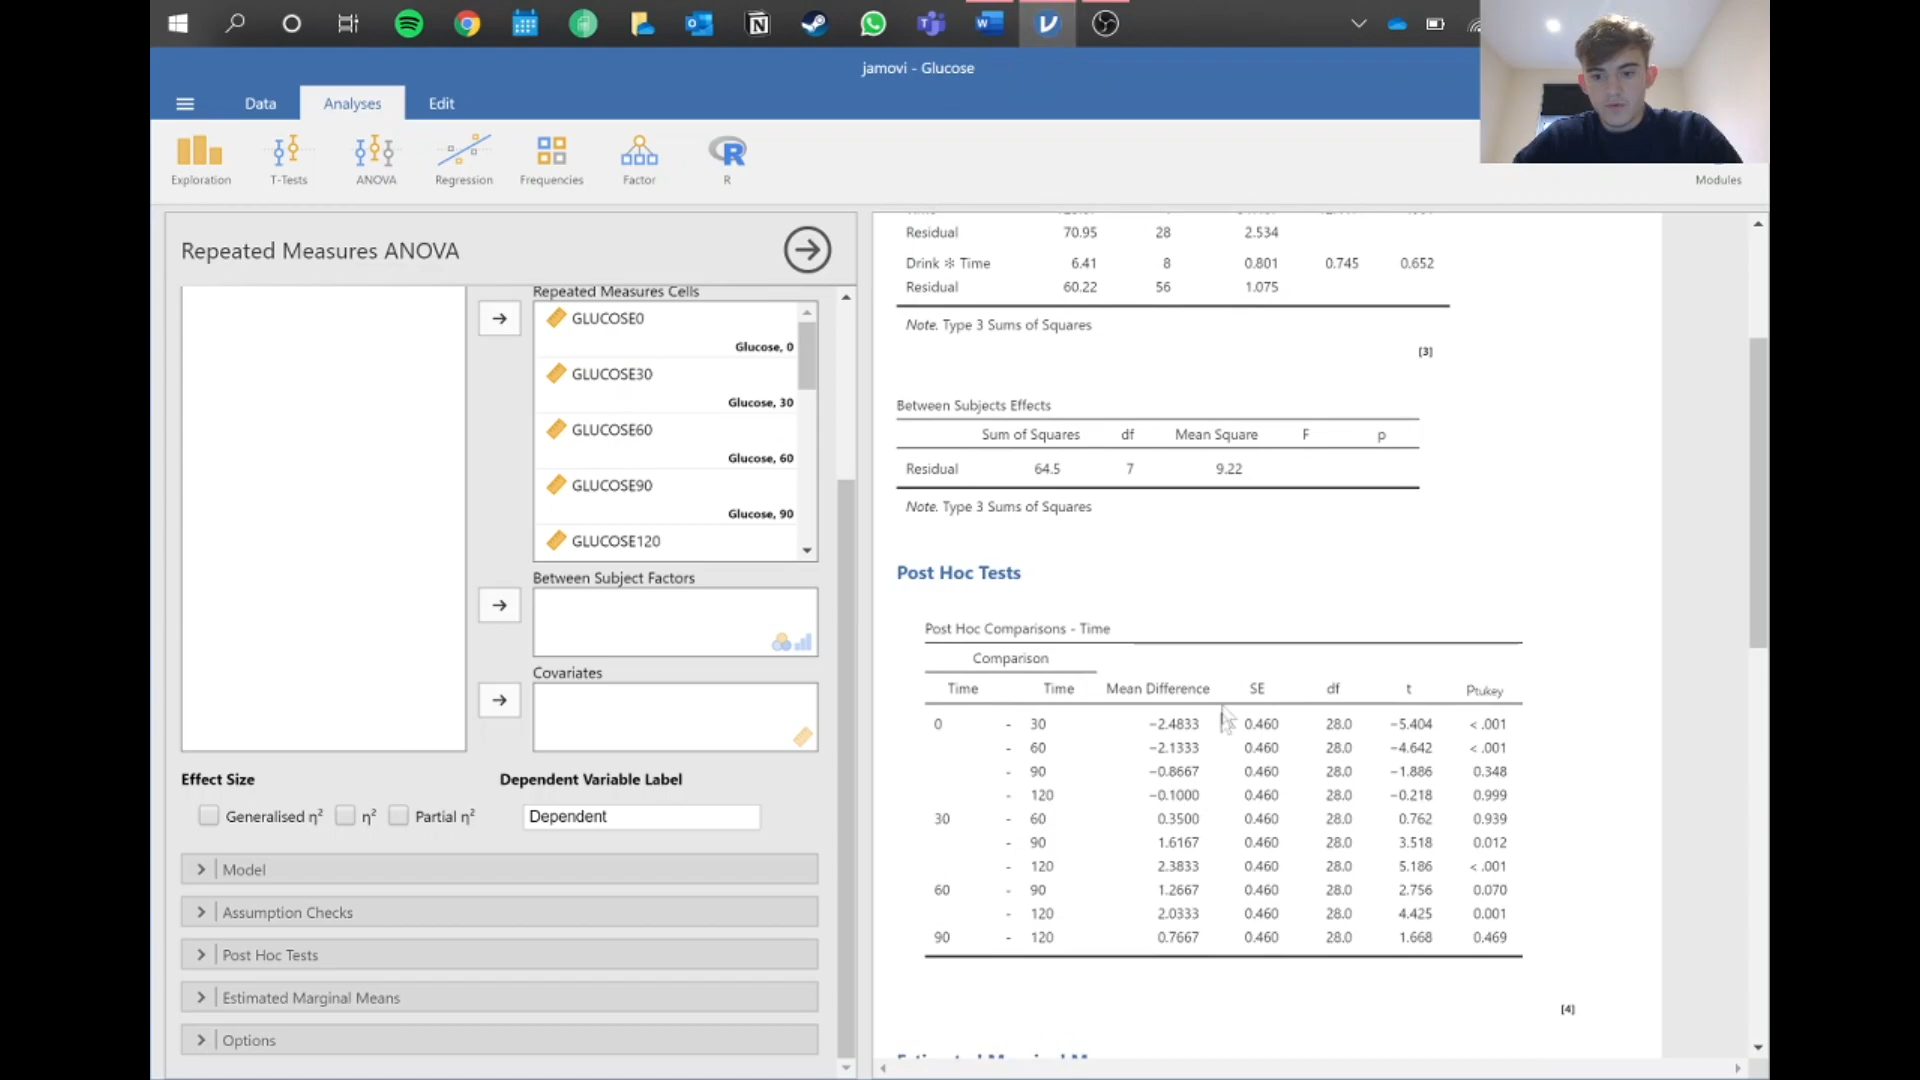 jamovi - Glucose
Data Analyses Edit
Exploration T-Tests ANOVA Regression Frequencies Factor R Modules
Repeated Measures ANOVA
Repeated Measures Cells
GLUCOSE0
Glucose, 0
GLUCOSE30
Glucose, 30
GLUCOSE60
Glucose, 60
GLUCOSE90
Glucose, 90
GLUCOSE120
Between Subject Factors
Covariates
Effect Size Dependent Variable Label
Generalised η² η² Partial η² Dependent
Model
Assumption Checks
Post Hoc Tests
Estimated Marginal Means
Options
Residual 70.95 28 2.534
Drink ✻ Time 6.41 8 0.801 0.745 0.652
Residual 60.22 56 1.075
Note. Type 3 Sums of Squares
[3]
Between Subjects Effects
Sum of Squares df Mean Square F p
Residual 64.5 7 9.22
Note. Type 3 Sums of Squares
Post Hoc Tests
Post Hoc Comparisons - Time
Comparison
Time Time Mean Difference SE df t Ptukey
0 - 30 −2.4833 0.460 28.0 −5.404 < .001
- 60 −2.1333 0.460 28.0 −4.642 < .001
- 90 −0.8667 0.460 28.0 −1.886 0.348
- 120 −0.1000 0.460 28.0 −0.218 0.999
30 - 60 0.3500 0.460 28.0 0.762 0.939
- 90 1.6167 0.460 28.0 3.518 0.012
- 120 2.3833 0.460 28.0 5.186 < .001
60 - 90 1.2667 0.460 28.0 2.756 0.070
- 120 2.0333 0.460 28.0 4.425 0.001
90 - 120 0.7667 0.460 28.0 1.668 0.469
[4]